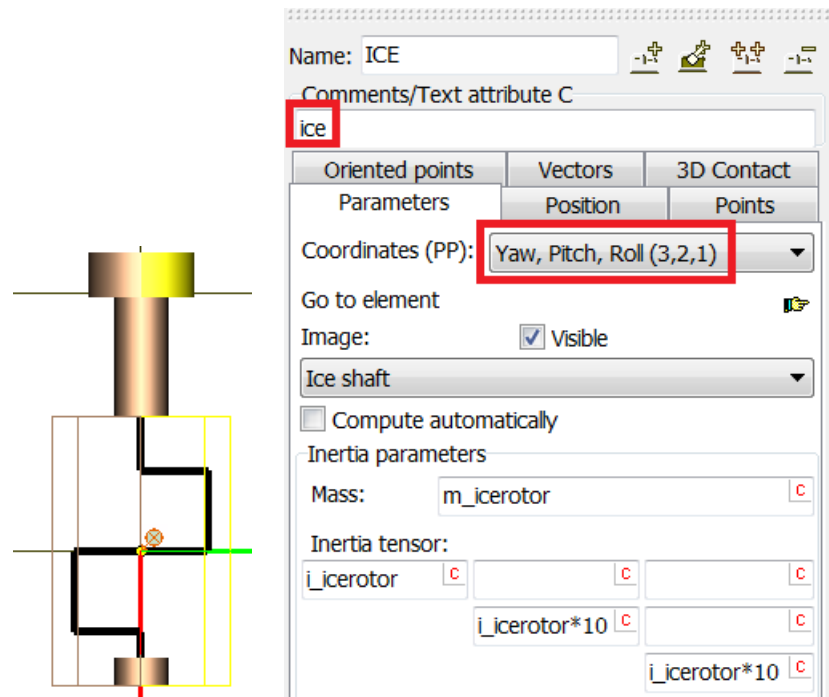 Name: ICE
Comments/Text attribute C
ice
Oriented points Vectors 3D Contact
Parameters Position Points
Coordinates (PP): Yaw, Pitch, Roll (3,2,1)
Go to element
Image: Visible
Ice shaft
Compute automatically
Inertia parameters
Mass: m_icerotor C
Inertia tensor:
i_icerotor C C C
i_icerotor*10 C C
i_icerotor*10 C